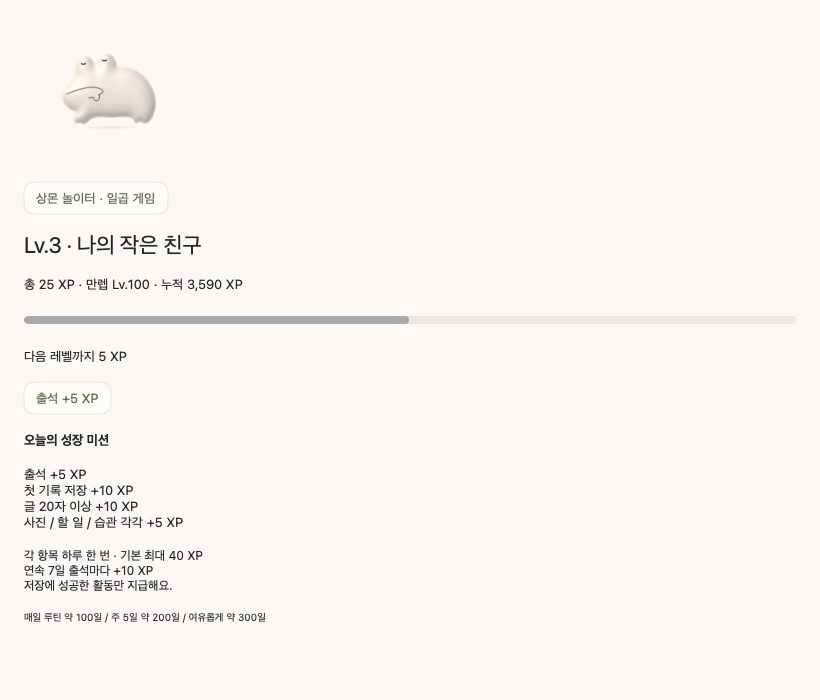 상몬 놀이터 · 일곱 게임
Lv.3 · 나의 작은 친구
총 25 XP · 만렙 Lv.100 · 누적 3,590 XP
다음 레벨까지 5 XP
출석 +5 XP
오늘의 성장 미션
출석 +5 XP
첫 기록 저장 +10 XP
글 20자 이상 +10 XP
사진 / 할 일 / 습관 각각 +5 XP
각 항목 하루 한 번 · 기본 최대 40 XP
연속 7일 출석마다 +10 XP
저장에 성공한 활동만 지급해요.
매일 루틴 약 100일 / 주 5일 약 200일 / 여유롭게 약 300일